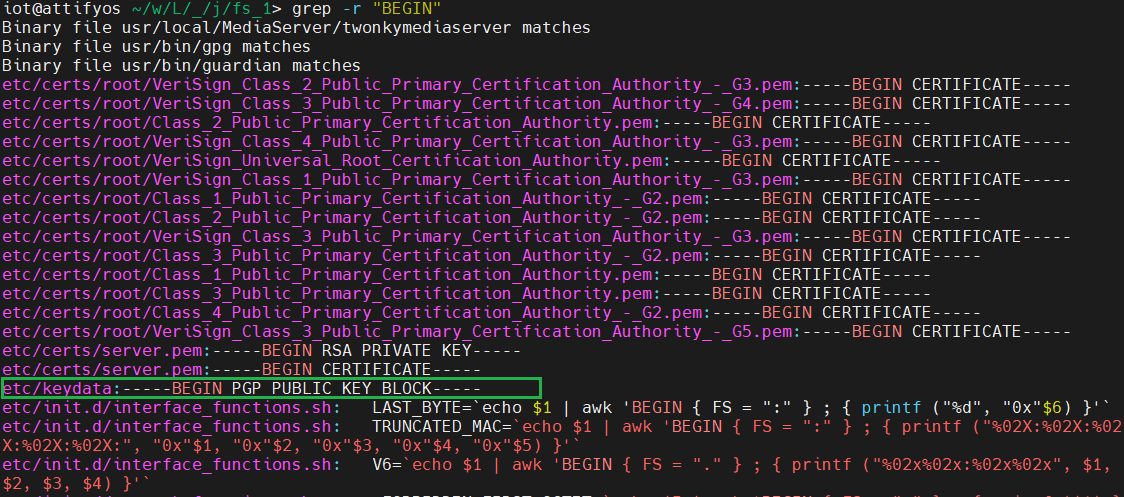 iot@attifyos ~/w/L/_/j/fs_1> grep -r "BEGIN"
Binary file usr/local/MediaServer/twonkymediaserver matches
Binary file usr/bin/gpg matches
Binary file usr/bin/guardian matches
etc/certs/root/VeriSign_Class_2_Public_Primary_Certification_Authority_-_G3.pem:-----BEGIN CERTIFICATE-----
etc/certs/root/VeriSign_Class_3_Public_Primary_Certification_Authority_-_G4.pem:-----BEGIN CERTIFICATE-----
etc/certs/root/Class_2_Public_Primary_Certification_Authority.pem:-----BEGIN CERTIFICATE-----
etc/certs/root/VeriSign_Class_4_Public_Primary_Certification_Authority_-_G3.pem:-----BEGIN CERTIFICATE-----
etc/certs/root/VeriSign_Universal_Root_Certification_Authority.pem:-----BEGIN CERTIFICATE-----
etc/certs/root/VeriSign_Class_1_Public_Primary_Certification_Authority_-_G3.pem:-----BEGIN CERTIFICATE-----
etc/certs/root/Class_1_Public_Primary_Certification_Authority_-_G2.pem:-----BEGIN CERTIFICATE-----
etc/certs/root/Class_2_Public_Primary_Certification_Authority_-_G2.pem:-----BEGIN CERTIFICATE-----
etc/certs/root/VeriSign_Class_3_Public_Primary_Certification_Authority_-_G3.pem:-----BEGIN CERTIFICATE-----
etc/certs/root/Class_3_Public_Primary_Certification_Authority_-_G2.pem:-----BEGIN CERTIFICATE-----
etc/certs/root/Class_1_Public_Primary_Certification_Authority.pem:-----BEGIN CERTIFICATE-----
etc/certs/root/Class_3_Public_Primary_Certification_Authority.pem:-----BEGIN CERTIFICATE-----
etc/certs/root/Class_4_Public_Primary_Certification_Authority_-_G2.pem:-----BEGIN CERTIFICATE-----
etc/certs/root/VeriSign_Class_3_Public_Primary_Certification_Authority_-_G5.pem:-----BEGIN CERTIFICATE-----
etc/certs/server.pem:-----BEGIN RSA PRIVATE KEY-----
etc/certs/server.pem:-----BEGIN CERTIFICATE-----
etc/keydata:-----BEGIN PGP PUBLIC KEY BLOCK-----
etc/init.d/interface_functions.sh:   LAST_BYTE=`echo $1 | awk 'BEGIN { FS = ":" } ; { printf ("%d", "0x"$6) }'`
etc/init.d/interface_functions.sh:   TRUNCATED_MAC=`echo $1 | awk 'BEGIN { FS = ":" } ; { printf ("%02X:%02X:%02
X:%02X:%02X:", "0x"$1, "0x"$2, "0x"$3, "0x"$4, "0x"$5) }'`
etc/init.d/interface_functions.sh:   V6=`echo $1 | awk 'BEGIN { FS = "." } ; { printf ("%02x%02x:%02x%02x", $1,
$2, $3, $4) }'`